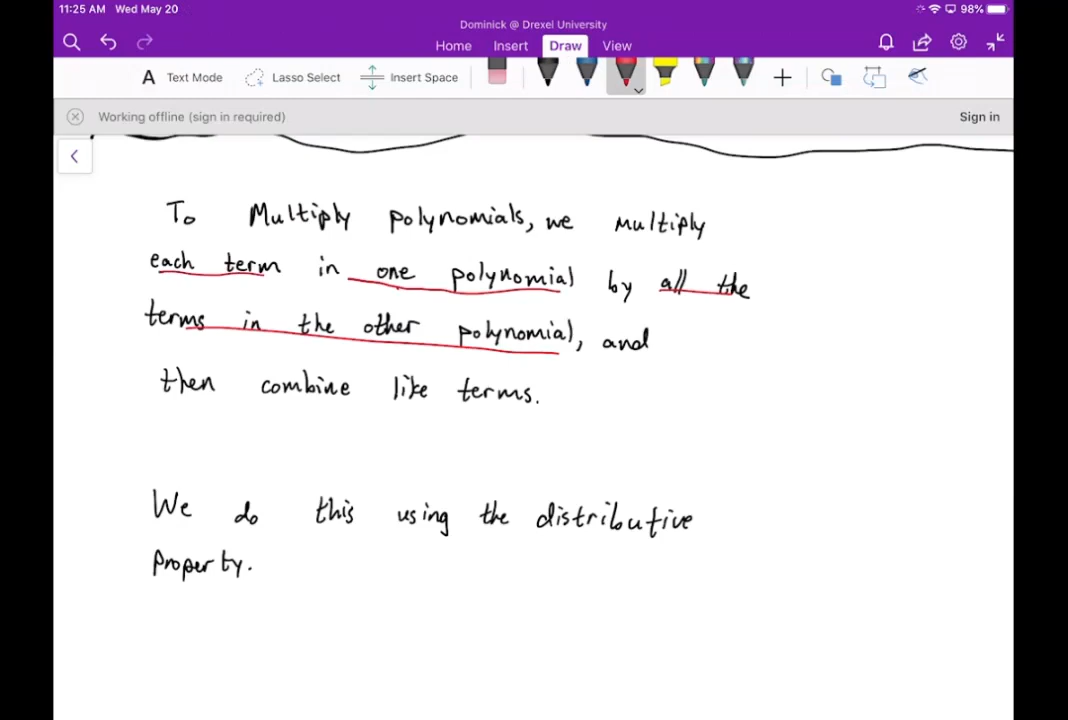 11:25 AM Wed May 20 98%
Dominick @ Drexel University
Home Insert Draw View
A Text Mode Lasso Select Insert Space
Working offline (sign in required) Sign in
To Multiply polynomials, we multiply
each term in one polynomial by all the
terms in the other polynomial, and
then combine like terms.
We do this using the distributive
Property.